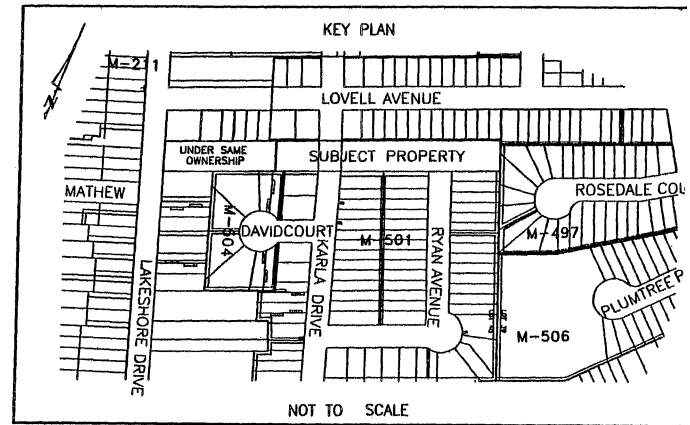 KEY PLAN
N
M-211
LOVELL AVENUE
UNDER SAME
OWNERSHIP
SUBJECT PROPERTY
MATHEW
ROSEDALE COU
DAVIDCOURT
M-504
M-501
M-497
LAKESHORE DRIVE
KARLA DRIVE
RYAN AVENUE
PLUMTREE P
M-506
NOT TO SCALE